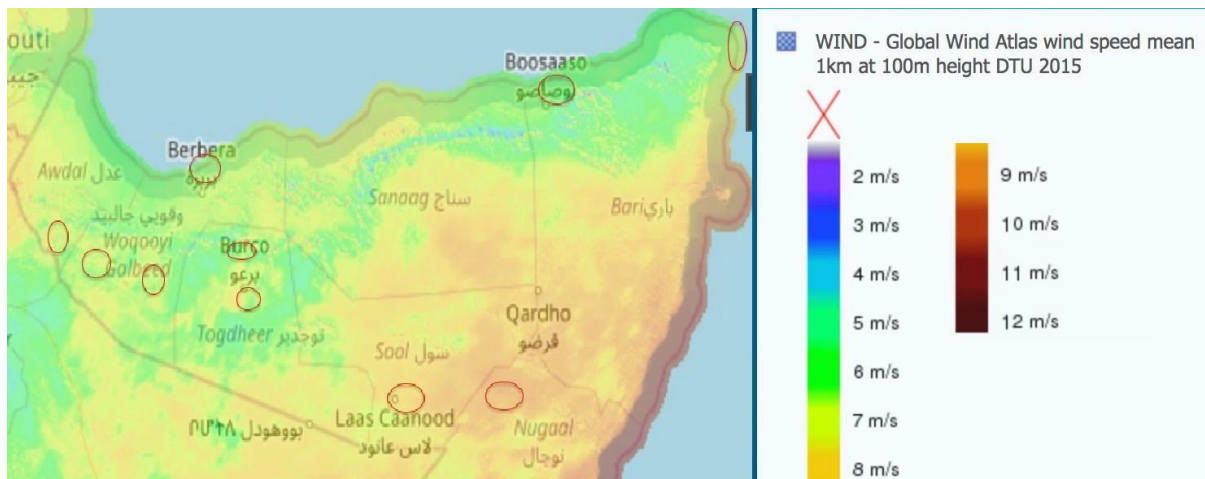 outi
Boosaaso
بوصاصو
Berbera
بربرة
Awdal عدل
وقويي جالبيد
Woqooyi
Galbeed
Burco
برعو
Togdheer توجدير
Sanaag سناج
Bari باري
Qardho
قرضو
Sool سول
Laas Caanood
لاس عانود
بووهودل
Nugaal
نوجال
WIND - Global Wind Atlas wind speed mean
1km at 100m height DTU 2015
2 m/s
3 m/s
4 m/s
5 m/s
6 m/s
7 m/s
8 m/s
9 m/s
10 m/s
11 m/s
12 m/s